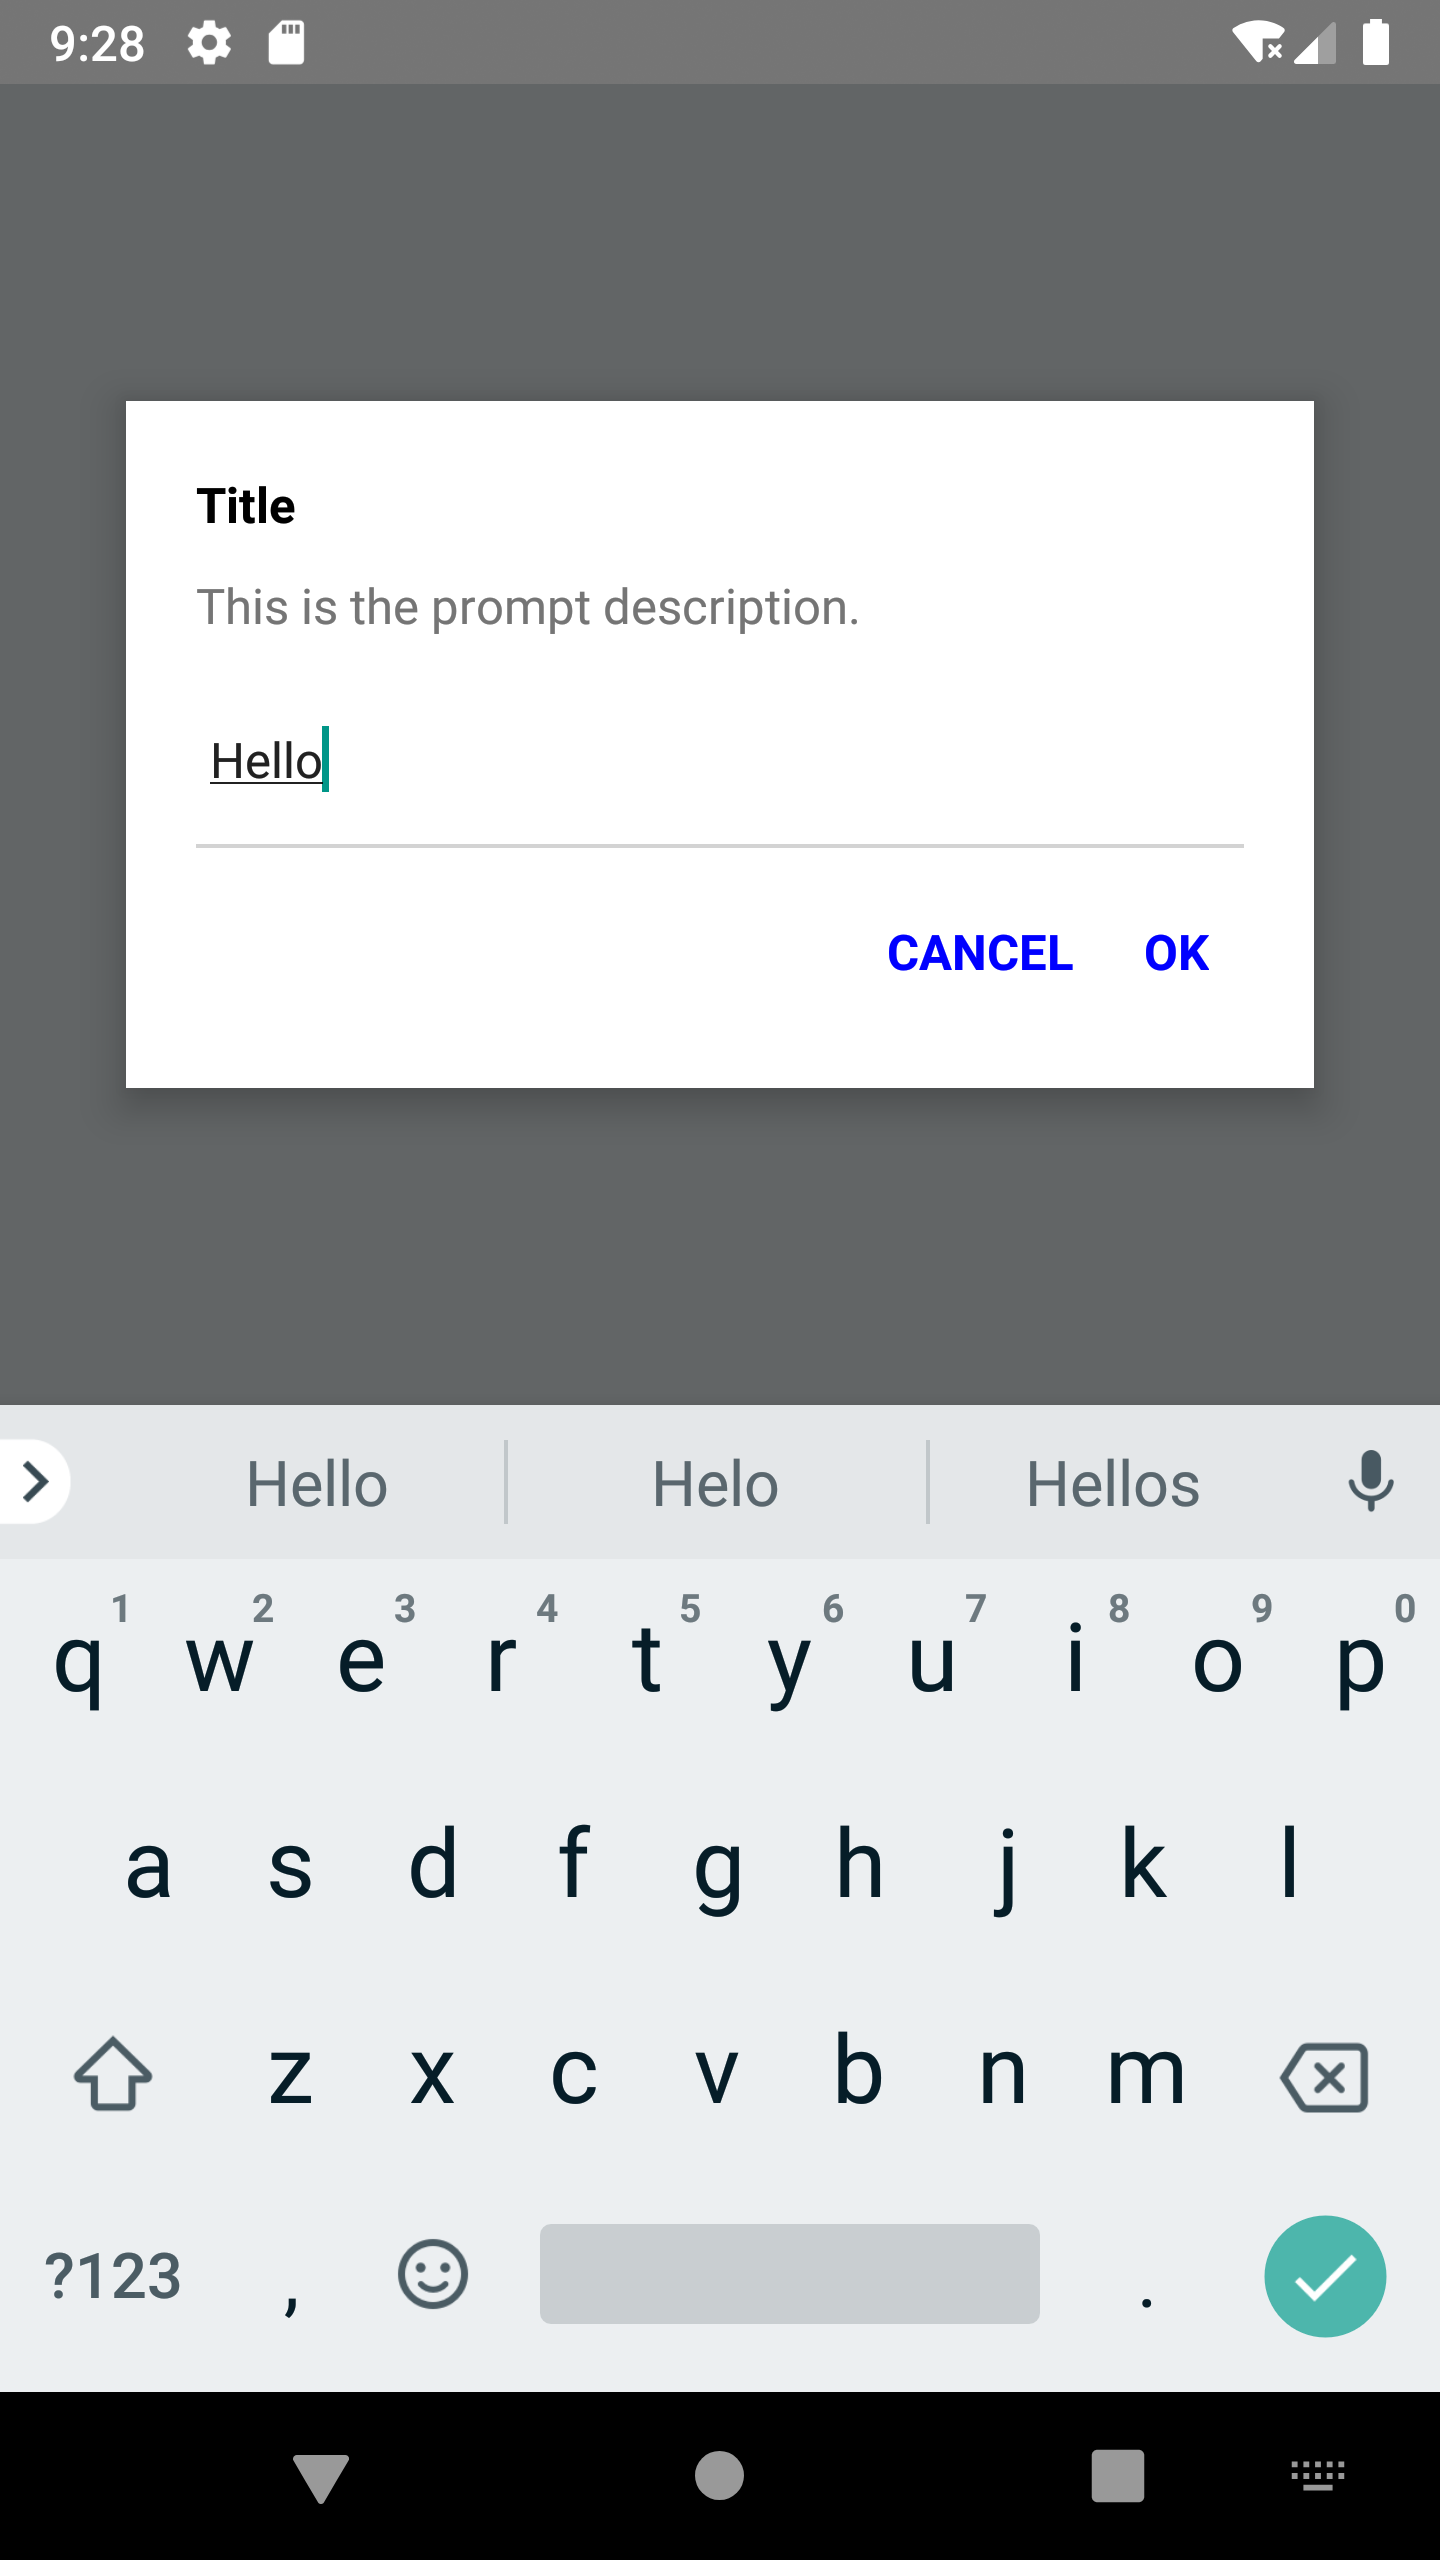 9:28
Title
This is the prompt description.
Hello
CANCEL OK
Hello Helo Hellos
1 2 3 4 5 6 7 8 9 0
q w e r t y u i o p
a s d f g h j k l
z x c v b n m
?123 , .